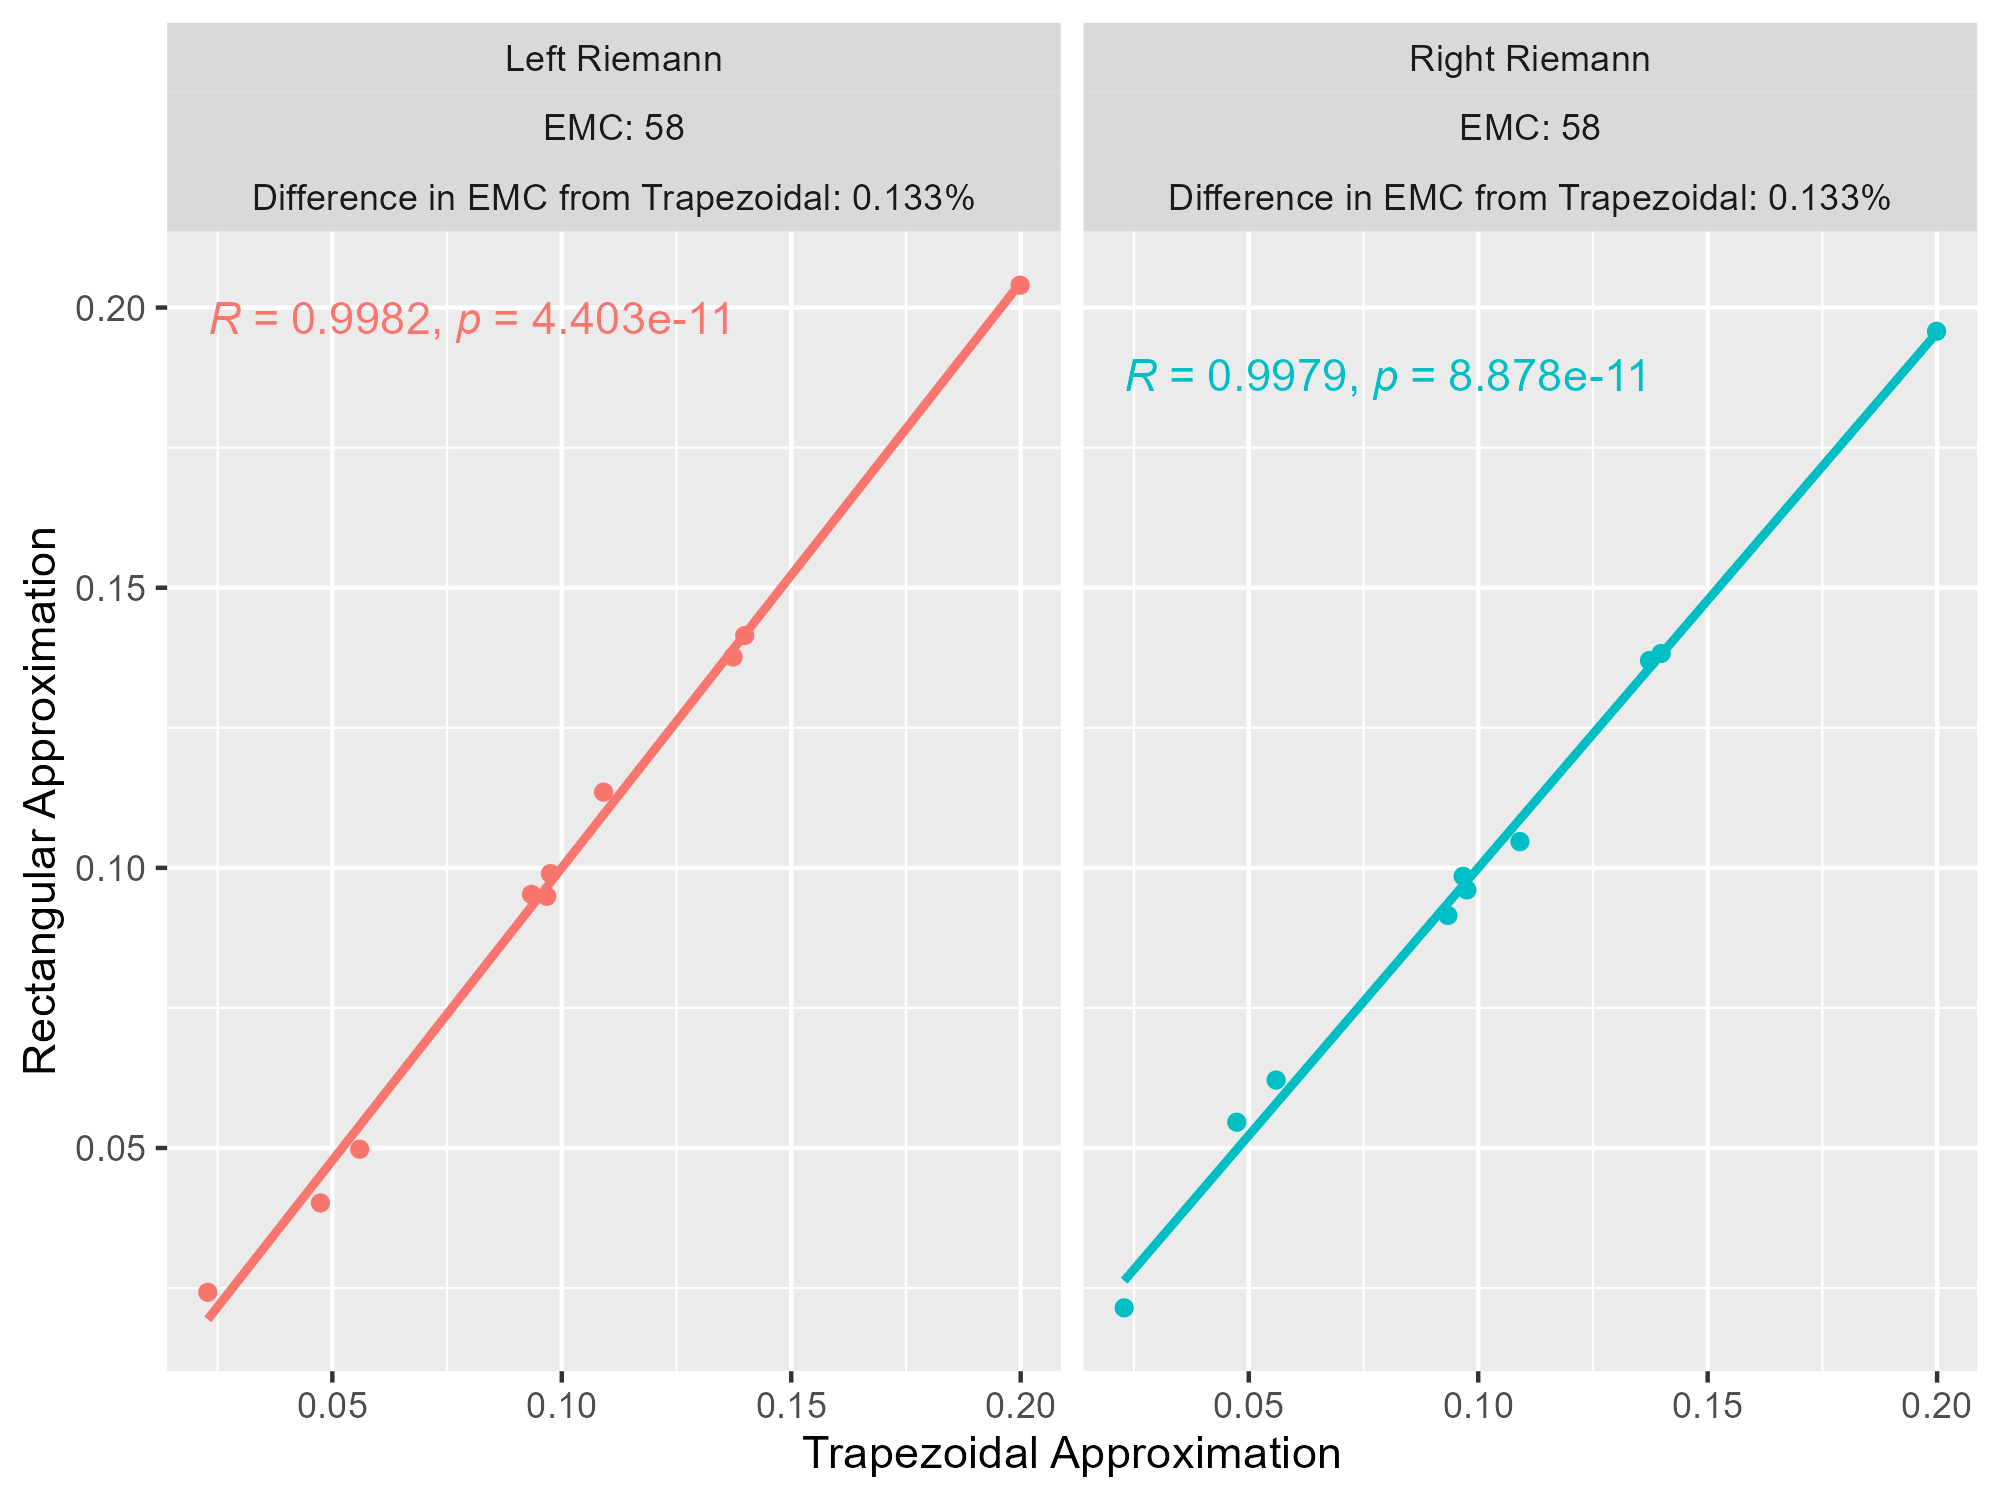 Left Riemann
EMC: 58
Difference in EMC from Trapezoidal: 0.133%
Right Riemann
EMC: 58
Difference in EMC from Trapezoidal: 0.133%
R = 0.9982, p = 4.403e-11
R = 0.9979, p = 8.878e-11
Rectangular Approximation
0.20
0.15
0.10
0.05
0.05 0.10 0.15 0.20
0.05 0.10 0.15 0.20
Trapezoidal Approximation